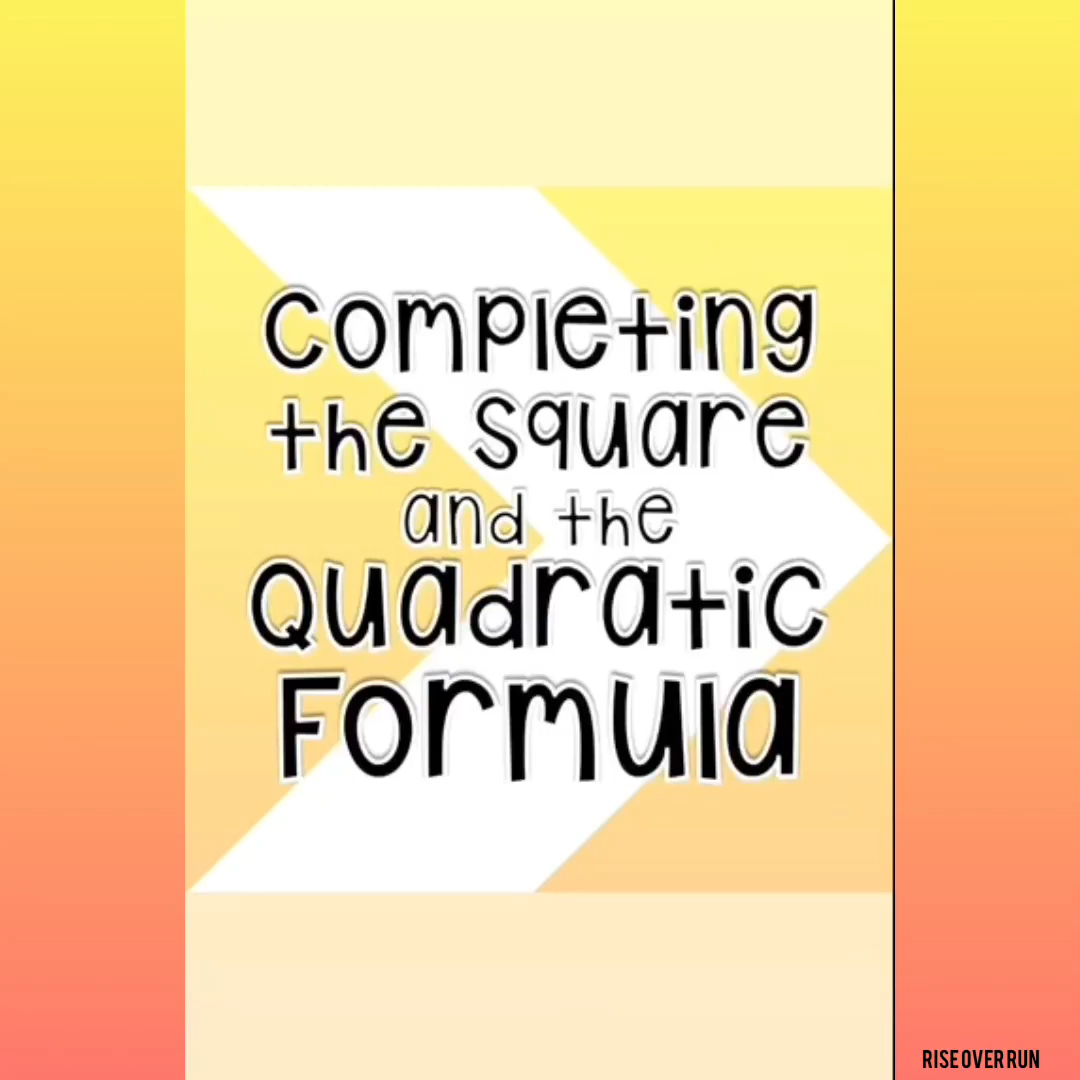 Completing
the square
and the
Quadratic
Formula
RISE OVER RUN